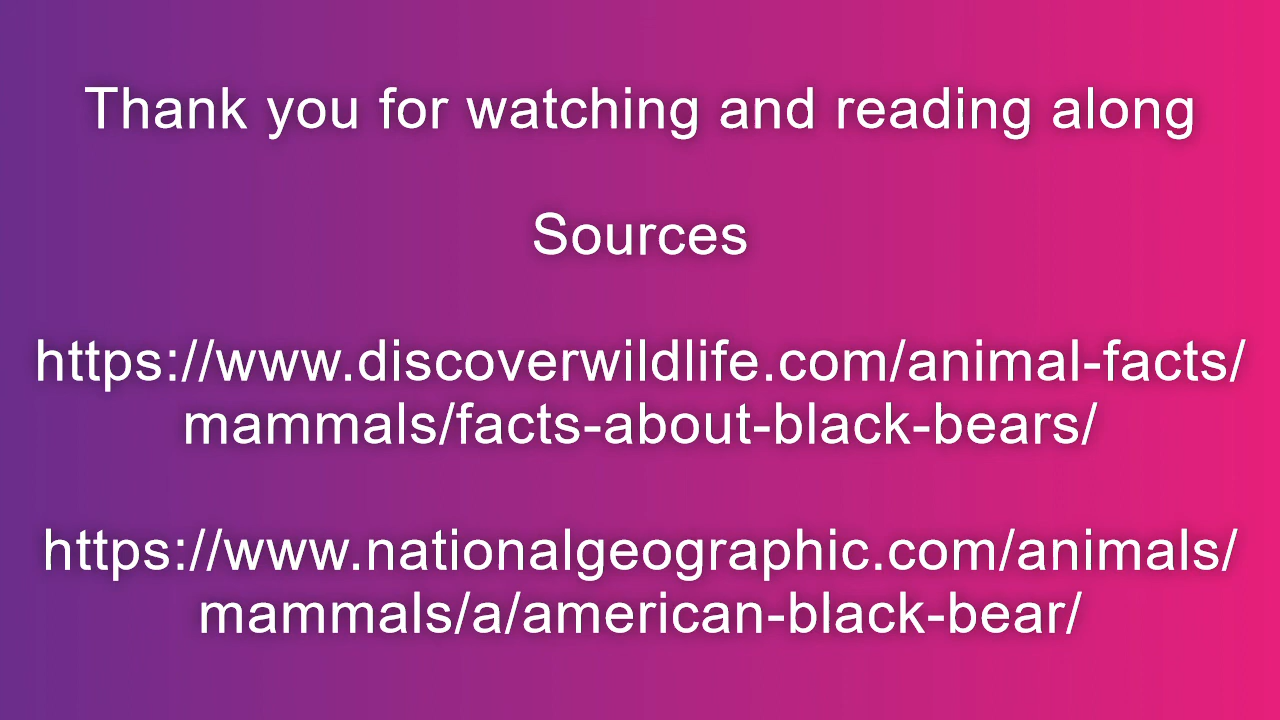 Thank you for watching and reading along
Sources
https://www.discoverwildlife.com/animal-facts/
mammals/facts-about-black-bears/
https://www.nationalgeographic.com/animals/
mammals/a/american-black-bear/